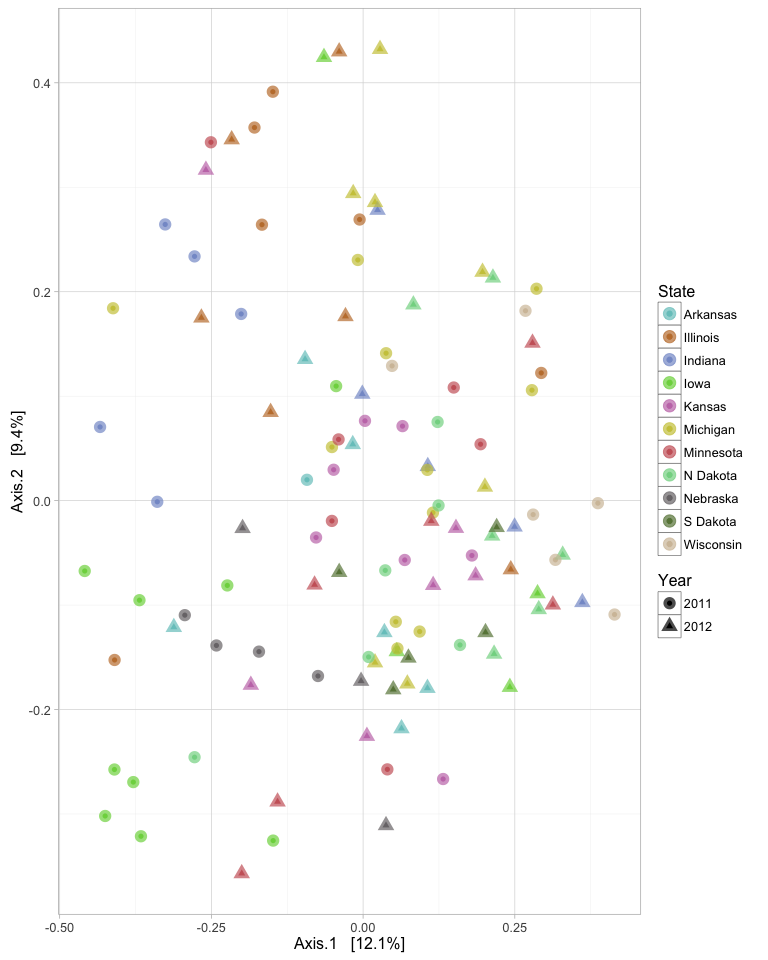 0.4
0.2
0.0
-0.2
Axis.2 [9.4%]
-0.50
-0.25
0.00
0.25
Axis.1 [12.1%]
State
Arkansas
Illinois
Indiana
Iowa
Kansas
Michigan
Minnesota
N Dakota
Nebraska
S Dakota
Wisconsin
Year
2011
2012